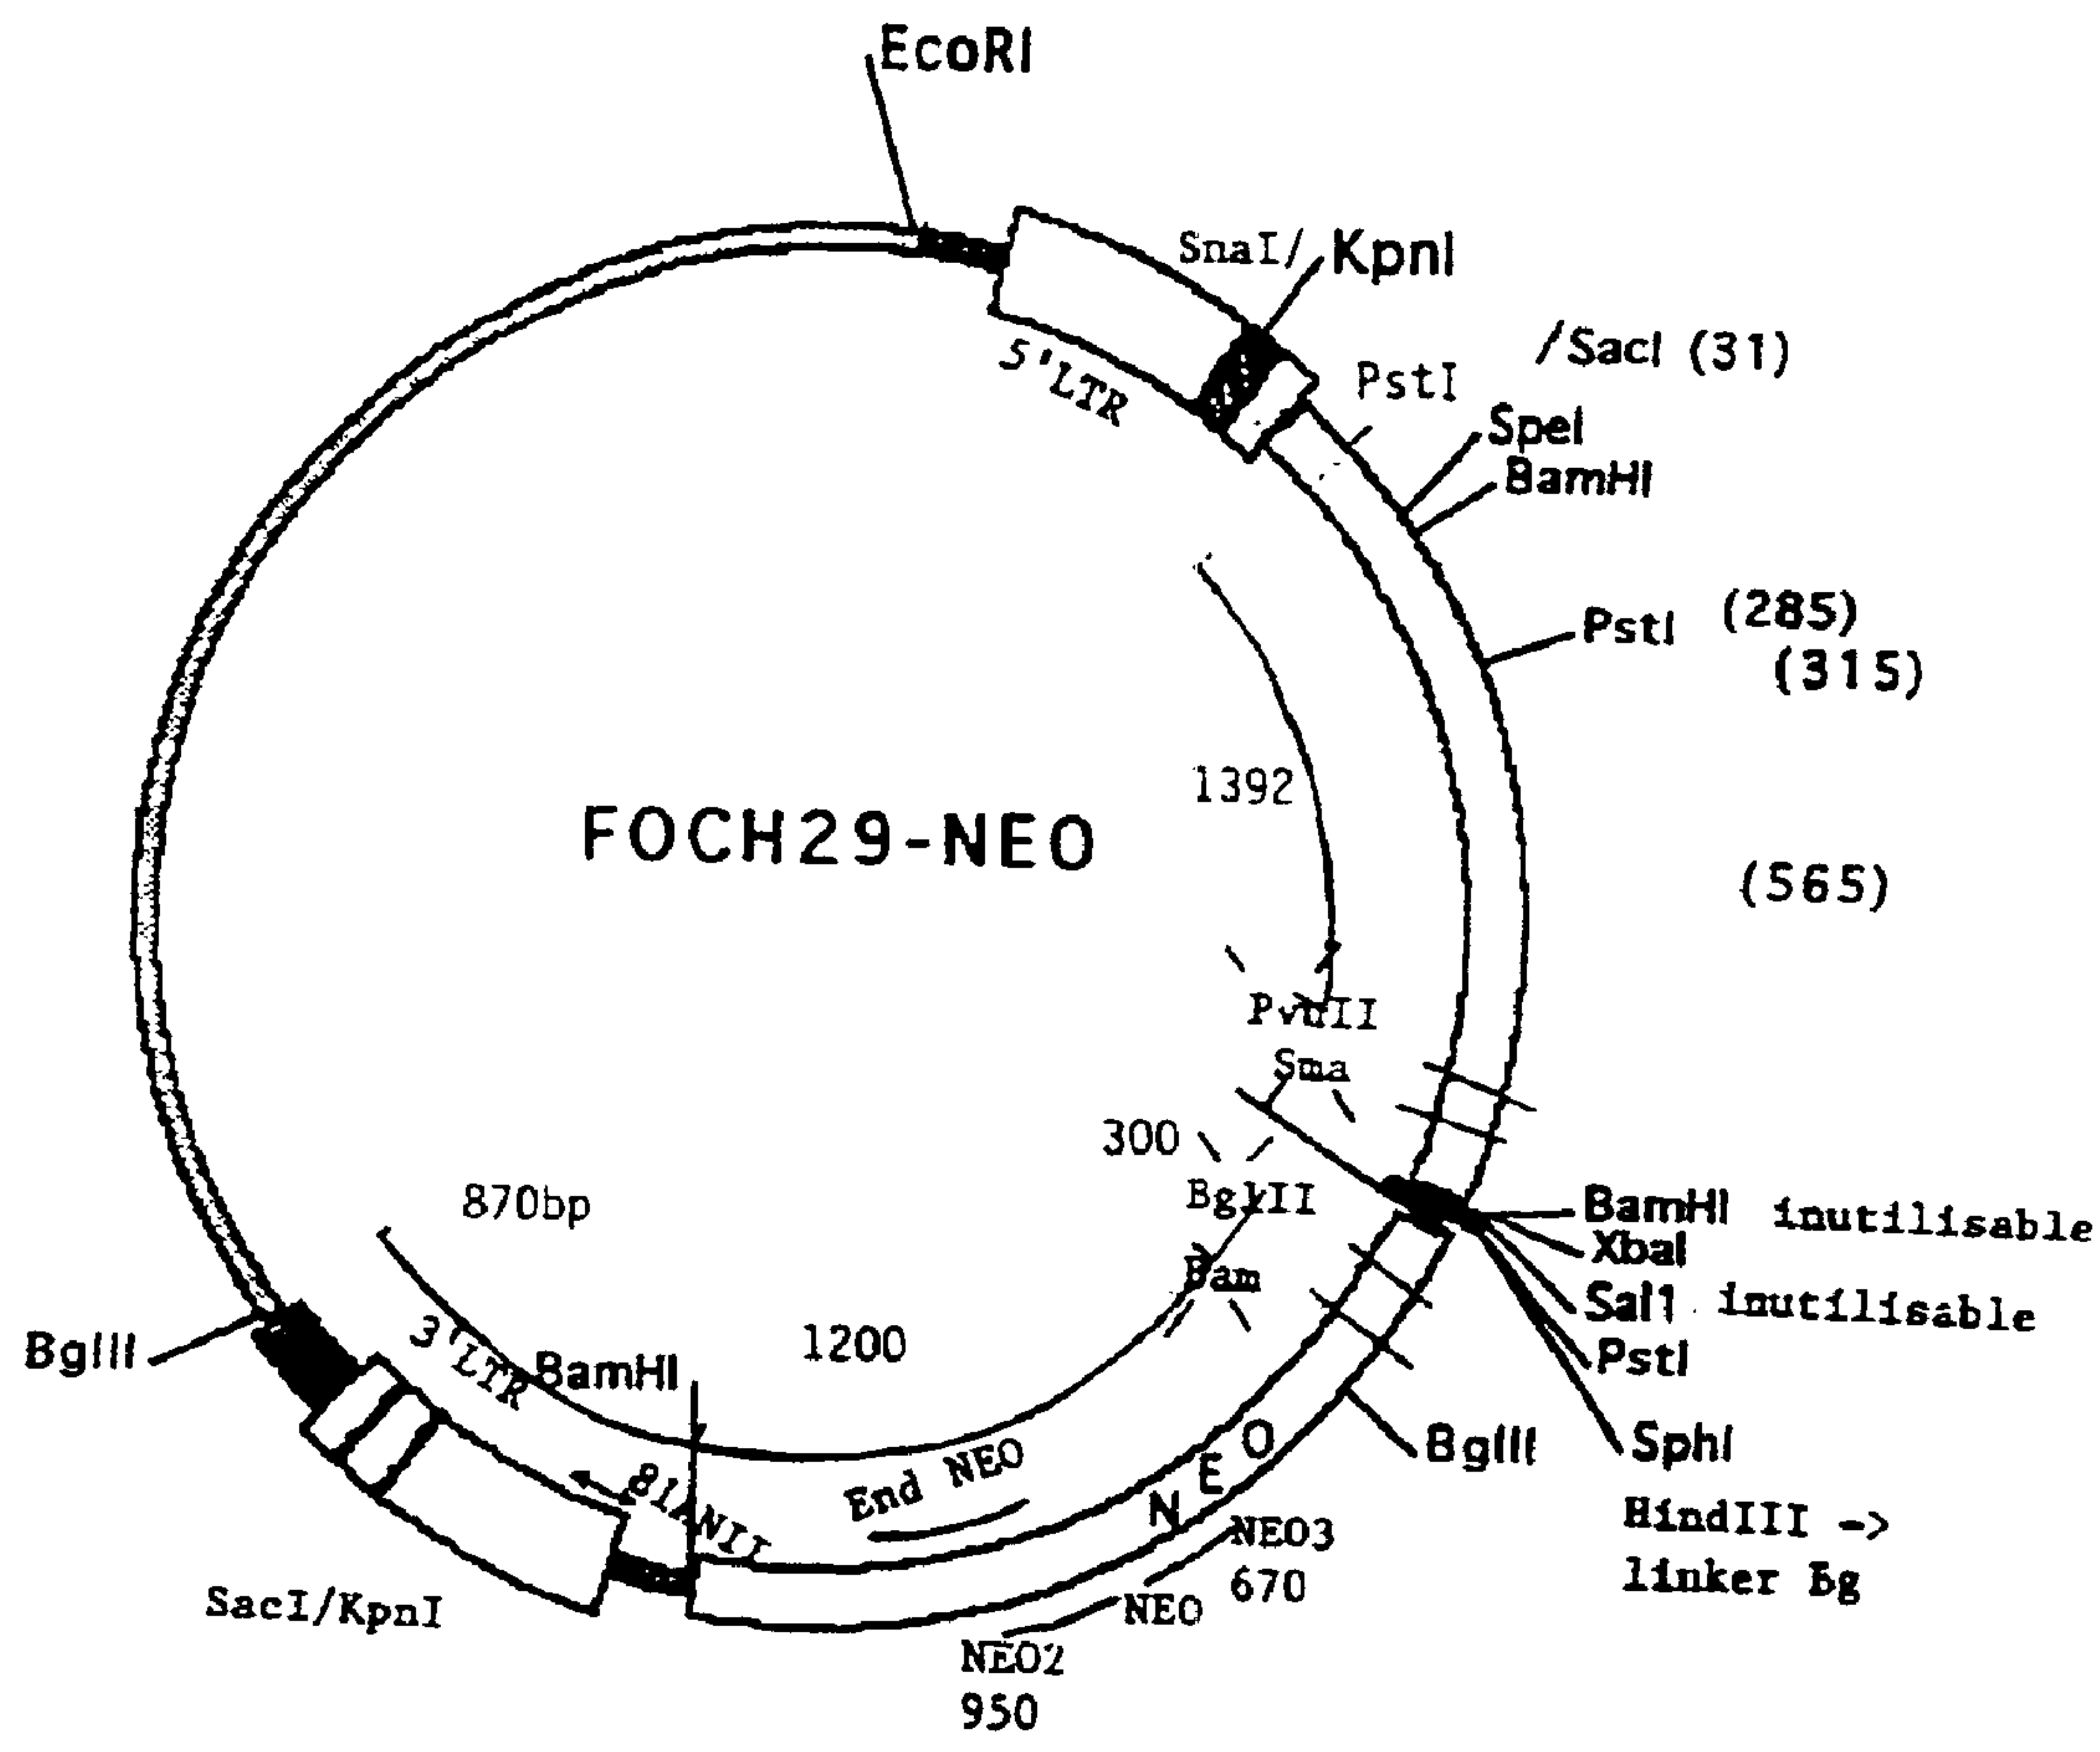 EcoRI
SnaI/ KpnI
5'LTR
PstI
/SacI (31)
SpeI
BamHI
PstI (285)
(315)
1392
FOCH29-NEO
(565)
PvuII
Sma
300
BglII
Bam
870bp
BamHI inutilisable
XbaI
Sal1 inutilisable
PstI
BglII
SphI
HindIII ->
linker Bg
BglII
3'LTR
BamHI
1200
End NEO
N E O
NEO3
670
NEO
NEO2
950
SacI/KpnI